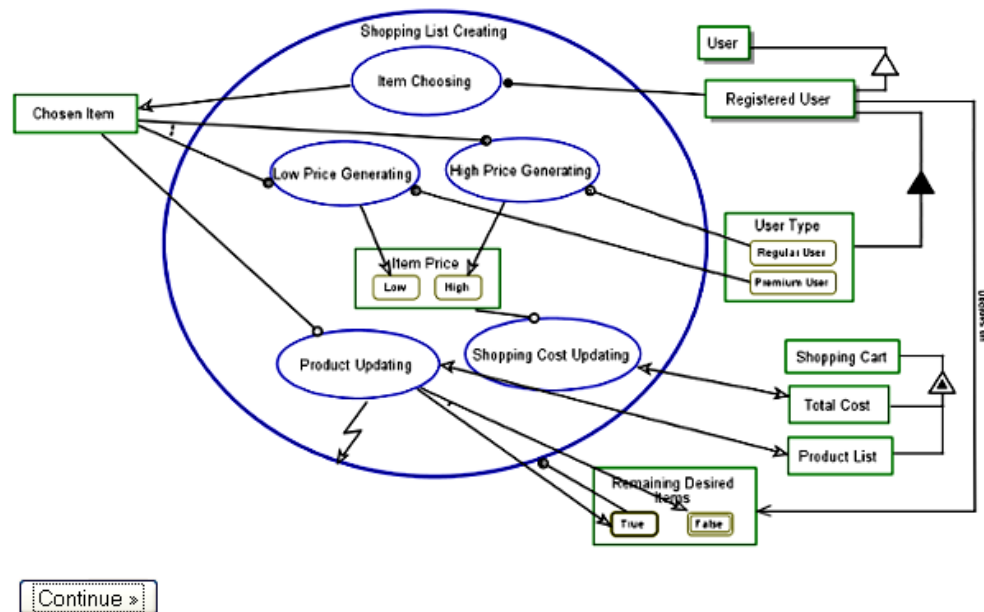 Shopping List Creating
User
Item Choosing
Registered User
Chosen Item
Low Price Generating
High Price Generating
User Type
Regular User
Premium User
Item Price
Low
High
Shopping Cart
Product Updating
Shopping Cost Updating
Total Cost
Product List
Remaining Desired
Items
True
False
Continue »